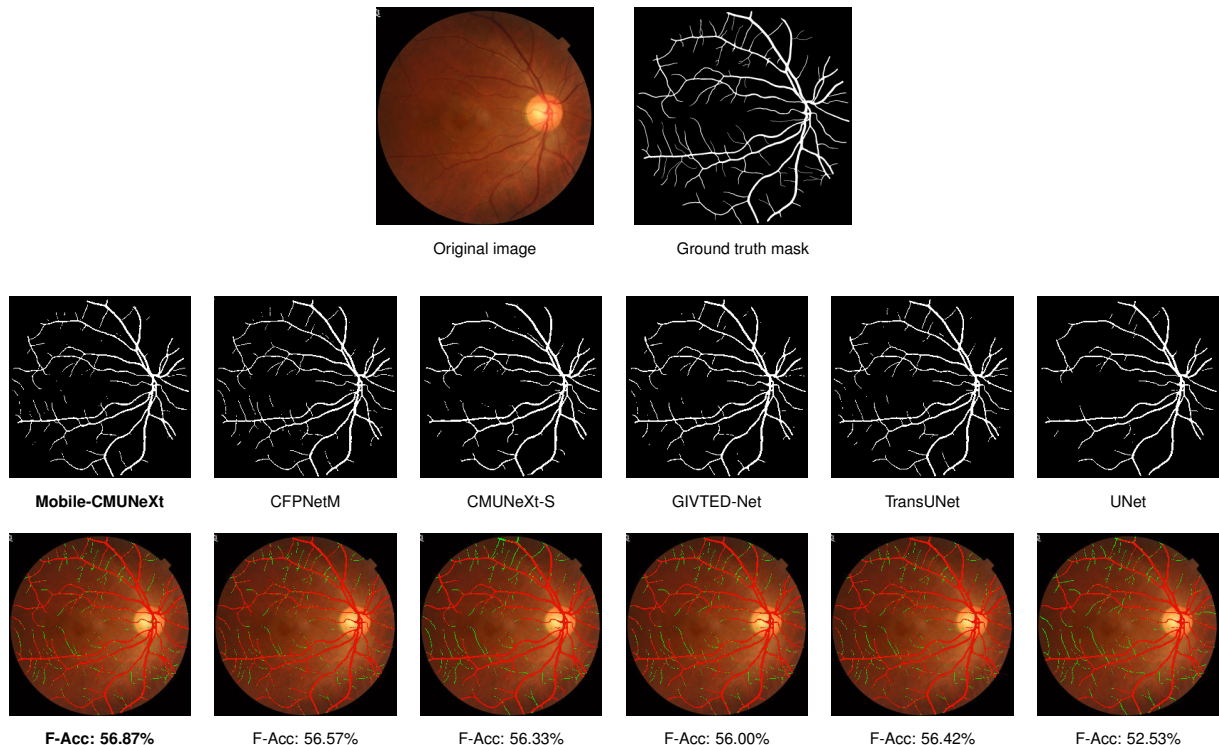 Original image
Ground truth mask
Mobile-CMUNeXt
CFPNetM
CMUNeXt-S
GIVTED-Net
TransUNet
UNet
F-Acc: 56.87%
F-Acc: 56.57%
F-Acc: 56.33%
F-Acc: 56.00%
F-Acc: 56.42%
F-Acc: 52.53%